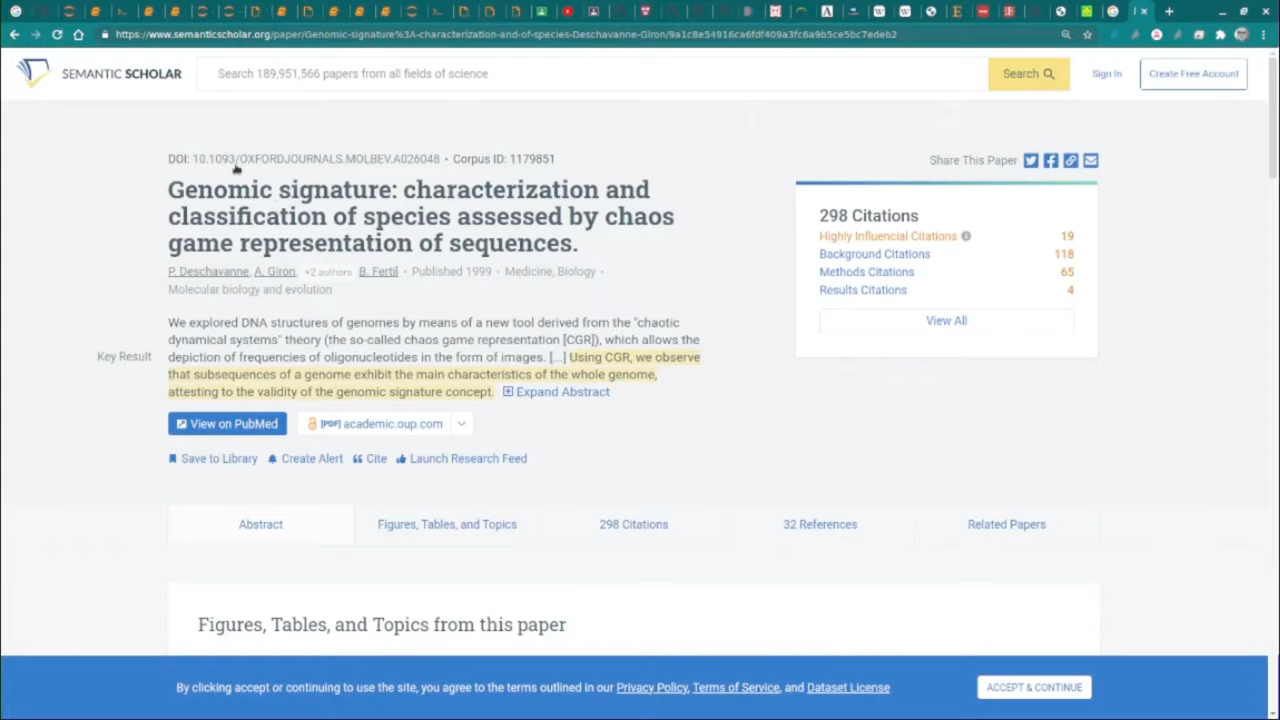 https://www.semanticscholar.org/paper/Genomic-signature%3A-characterization-and-of-species-Deschavanne-Giron/9a1c8e54916ca6fdf409a3fc6a9b5ce5bc7edeb2
SEMANTIC SCHOLAR
Search 189,951,566 papers from all fields of science
Search
Sign In
Create Free Account
DOI: 10.1093/OXFORDJOURNALS.MOLBEV.A026048 • Corpus ID: 1179851
Genomic signature: characterization and
classification of species assessed by chaos
game representation of sequences.
P. Deschavanne, A. Giron, +2 authors B. Fertil • Published 1999 • Medicine, Biology •
Molecular biology and evolution
Key Result
We explored DNA structures of genomes by means of a new tool derived from the "chaotic
dynamical systems" theory (the so-called chaos game representation [CGR]), which allows the
depiction of frequencies of oligonucleotides in the form of images. [...] Using CGR, we observe
that subsequences of a genome exhibit the main characteristics of the whole genome,
attesting to the validity of the genomic signature concept. Expand Abstract
View on PubMed
[PDF] academic.oup.com
Save to Library
Create Alert
Cite
Launch Research Feed
Share This Paper
298 Citations
Highly Influential Citations 19
Background Citations 118
Methods Citations 65
Results Citations 4
View All
Abstract
Figures, Tables, and Topics
298 Citations
32 References
Related Papers
Figures, Tables, and Topics from this paper
By clicking accept or continuing to use the site, you agree to the terms outlined in our Privacy Policy, Terms of Service, and Dataset License
ACCEPT & CONTINUE